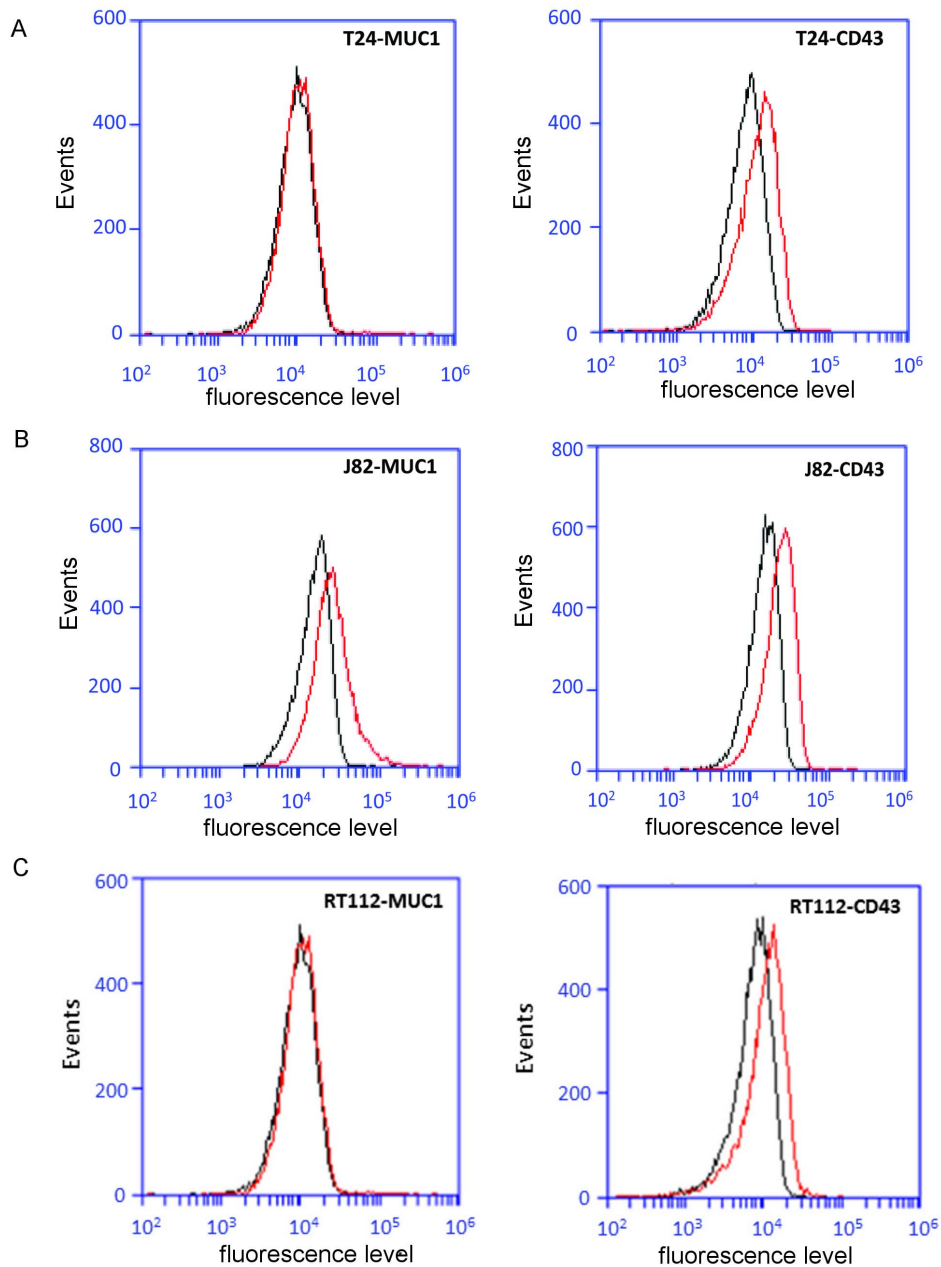 A
T24-MUC1
600
400
200
0
Events
10² 10³ 10⁴ 10⁵ 10⁶
fluorescence level
T24-CD43
600
400
200
0
Events
10² 10³ 10⁴ 10⁵ 10⁶
fluorescence level
B
J82-MUC1
800
600
400
200
0
Events
10² 10³ 10⁴ 10⁵ 10⁶
fluorescence level
J82-CD43
800
600
400
200
0
Events
10² 10³ 10⁴ 10⁵ 10⁶
fluorescence level
C
RT112-MUC1
600
400
200
0
Events
10² 10³ 10⁴ 10⁵ 10⁶
fluorescence level
RT112-CD43
600
400
200
0
Events
10² 10³ 10⁴ 10⁵ 10⁶
fluorescence level